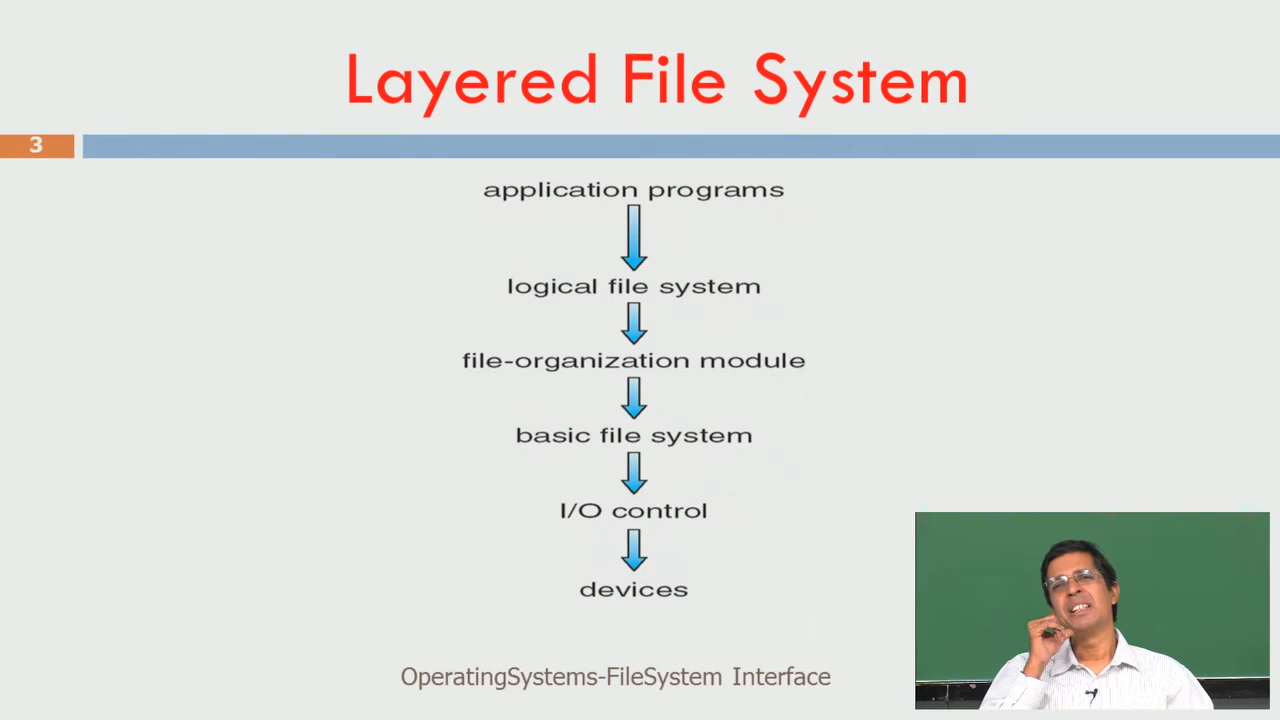 Layered File System
3
application programs
logical file system
file-organization module
basic file system
I/O control
devices
OperatingSystems-FileSystem Interface